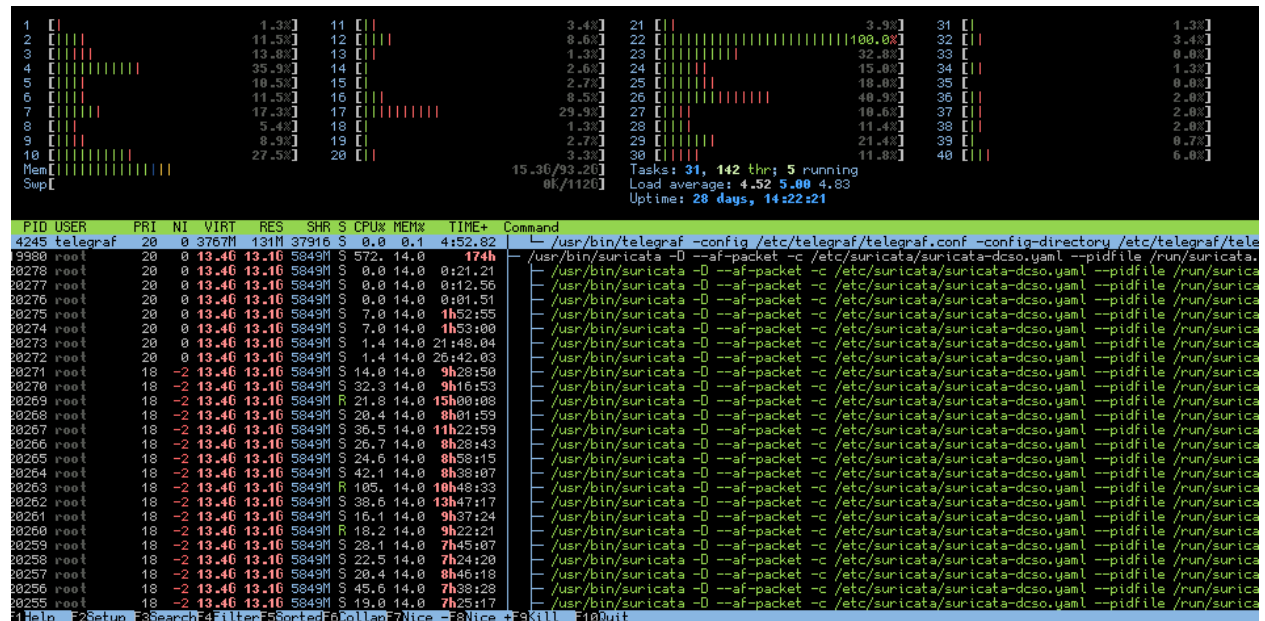 1 [| 1.3%] 11 [|| 3.4%] 21 [|| 3.9%] 31 [| 1.3%]
2 [|||| 11.5%] 12 [|||| 8.6%] 22 [||||||||||||||||||||||100.0%] 32 [|| 3.4%]
3 [||||| 13.8%] 13 [|| 1.3%] 23 [||||||||| 32.8%] 33 [ 0.0%]
4 [||||||||||| 35.9%] 14 [| 2.6%] 24 [||||| 15.0%] 34 [|| 1.3%]
5 [|||| 10.5%] 15 [| 2.7%] 25 [|||||| 18.0%] 35 [ 0.0%]
6 [|||| 11.5%] 16 [||| 8.5%] 26 [||||||||||||| 40.9%] 36 [|| 2.0%]
7 [|||||| 17.3%] 17 [|||||||||| 29.9%] 27 [|||| 10.6%] 37 [|| 2.0%]
8 [||| 5.4%] 18 [| 1.3%] 28 [|||| 11.4%] 38 [|| 2.0%]
9 [|||| 8.9%] 19 [| 2.7%] 29 [||||||| 21.4%] 39 [| 0.7%]
10 [|||||||||| 27.5%] 20 [|| 3.3%] 30 [||||| 11.8%] 40 [||| 6.0%]
Mem[||||||||||||||| 15.3G/93.2G] Tasks: 31, 142 thr; 5 running
Swp[ 0K/112G] Load average: 4.52 5.00 4.83
Uptime: 28 days, 14:22:21
PID USER PRI NI VIRT RES SHR S CPU% MEM% TIME+ Command
4245 telegraf 20 0 3767M 131M 37916 S 0.0 0.1 4:52.82 └─ /usr/bin/telegraf -config /etc/telegraf/telegraf.conf -config-directory /etc/telegraf/tele
19980 root 20 0 13.4G 13.1G 5849M S 572. 14.0 174h ├─ /usr/bin/suricata -D --af-packet -c /etc/suricata/suricata-dcso.yaml --pidfile /run/suricata.
20278 root 20 0 13.4G 13.1G 5849M S 0.0 14.0 0:21.21 │ ├─ /usr/bin/suricata -D --af-packet -c /etc/suricata/suricata-dcso.yaml --pidfile /run/surica
20277 root 20 0 13.4G 13.1G 5849M S 0.0 14.0 0:12.56 │ ├─ /usr/bin/suricata -D --af-packet -c /etc/suricata/suricata-dcso.yaml --pidfile /run/surica
20276 root 20 0 13.4G 13.1G 5849M S 0.0 14.0 0:01.51 │ ├─ /usr/bin/suricata -D --af-packet -c /etc/suricata/suricata-dcso.yaml --pidfile /run/surica
20275 root 20 0 13.4G 13.1G 5849M S 7.0 14.0 1h52:55 │ ├─ /usr/bin/suricata -D --af-packet -c /etc/suricata/suricata-dcso.yaml --pidfile /run/surica
20274 root 20 0 13.4G 13.1G 5849M S 7.0 14.0 1h53:00 │ ├─ /usr/bin/suricata -D --af-packet -c /etc/suricata/suricata-dcso.yaml --pidfile /run/surica
20273 root 20 0 13.4G 13.1G 5849M S 1.4 14.0 21:48.04 │ ├─ /usr/bin/suricata -D --af-packet -c /etc/suricata/suricata-dcso.yaml --pidfile /run/surica
20272 root 20 0 13.4G 13.1G 5849M S 1.4 14.0 26:42.03 │ ├─ /usr/bin/suricata -D --af-packet -c /etc/suricata/suricata-dcso.yaml --pidfile /run/surica
20271 root 18 -2 13.4G 13.1G 5849M S 14.0 14.0 9h28:50 │ ├─ /usr/bin/suricata -D --af-packet -c /etc/suricata/suricata-dcso.yaml --pidfile /run/surica
20270 root 18 -2 13.4G 13.1G 5849M S 32.3 14.0 9h16:53 │ ├─ /usr/bin/suricata -D --af-packet -c /etc/suricata/suricata-dcso.yaml --pidfile /run/surica
20269 root 18 -2 13.4G 13.1G 5849M R 21.8 14.0 15h00:08 │ ├─ /usr/bin/suricata -D --af-packet -c /etc/suricata/suricata-dcso.yaml --pidfile /run/surica
20268 root 18 -2 13.4G 13.1G 5849M S 20.4 14.0 8h01:59 │ ├─ /usr/bin/suricata -D --af-packet -c /etc/suricata/suricata-dcso.yaml --pidfile /run/surica
20267 root 18 -2 13.4G 13.1G 5849M S 36.5 14.0 11h22:59 │ ├─ /usr/bin/suricata -D --af-packet -c /etc/suricata/suricata-dcso.yaml --pidfile /run/surica
20266 root 18 -2 13.4G 13.1G 5849M S 26.7 14.0 8h28:43 │ ├─ /usr/bin/suricata -D --af-packet -c /etc/suricata/suricata-dcso.yaml --pidfile /run/surica
20265 root 18 -2 13.4G 13.1G 5849M S 24.6 14.0 8h58:15 │ ├─ /usr/bin/suricata -D --af-packet -c /etc/suricata/suricata-dcso.yaml --pidfile /run/surica
20264 root 18 -2 13.4G 13.1G 5849M S 42.1 14.0 8h38:07 │ ├─ /usr/bin/suricata -D --af-packet -c /etc/suricata/suricata-dcso.yaml --pidfile /run/surica
20263 root 18 -2 13.4G 13.1G 5849M R 105. 14.0 10h48:33 │ ├─ /usr/bin/suricata -D --af-packet -c /etc/suricata/suricata-dcso.yaml --pidfile /run/surica
20262 root 18 -2 13.4G 13.1G 5849M S 38.6 14.0 13h47:17 │ ├─ /usr/bin/suricata -D --af-packet -c /etc/suricata/suricata-dcso.yaml --pidfile /run/surica
20261 root 18 -2 13.4G 13.1G 5849M S 16.1 14.0 9h37:24 │ ├─ /usr/bin/suricata -D --af-packet -c /etc/suricata/suricata-dcso.yaml --pidfile /run/surica
20260 root 18 -2 13.4G 13.1G 5849M R 18.2 14.0 9h22:21 │ ├─ /usr/bin/suricata -D --af-packet -c /etc/suricata/suricata-dcso.yaml --pidfile /run/surica
20259 root 18 -2 13.4G 13.1G 5849M S 28.1 14.0 7h45:07 │ ├─ /usr/bin/suricata -D --af-packet -c /etc/suricata/suricata-dcso.yaml --pidfile /run/surica
20258 root 18 -2 13.4G 13.1G 5849M S 22.5 14.0 7h24:20 │ ├─ /usr/bin/suricata -D --af-packet -c /etc/suricata/suricata-dcso.yaml --pidfile /run/surica
20257 root 18 -2 13.4G 13.1G 5849M S 20.4 14.0 8h46:18 │ ├─ /usr/bin/suricata -D --af-packet -c /etc/suricata/suricata-dcso.yaml --pidfile /run/surica
20256 root 18 -2 13.4G 13.1G 5849M S 45.6 14.0 7h38:28 │ ├─ /usr/bin/suricata -D --af-packet -c /etc/suricata/suricata-dcso.yaml --pidfile /run/surica
20255 root 18 -2 13.4G 13.1G 5849M S 19.0 14.0 7h25:17 │ ├─ /usr/bin/suricata -D --af-packet -c /etc/suricata/suricata-dcso.yaml --pidfile /run/surica
F1Help F2Setup F3SearchF4FilterF5SortedF6CollapF7Nice -F8Nice +F9Kill F10Quit